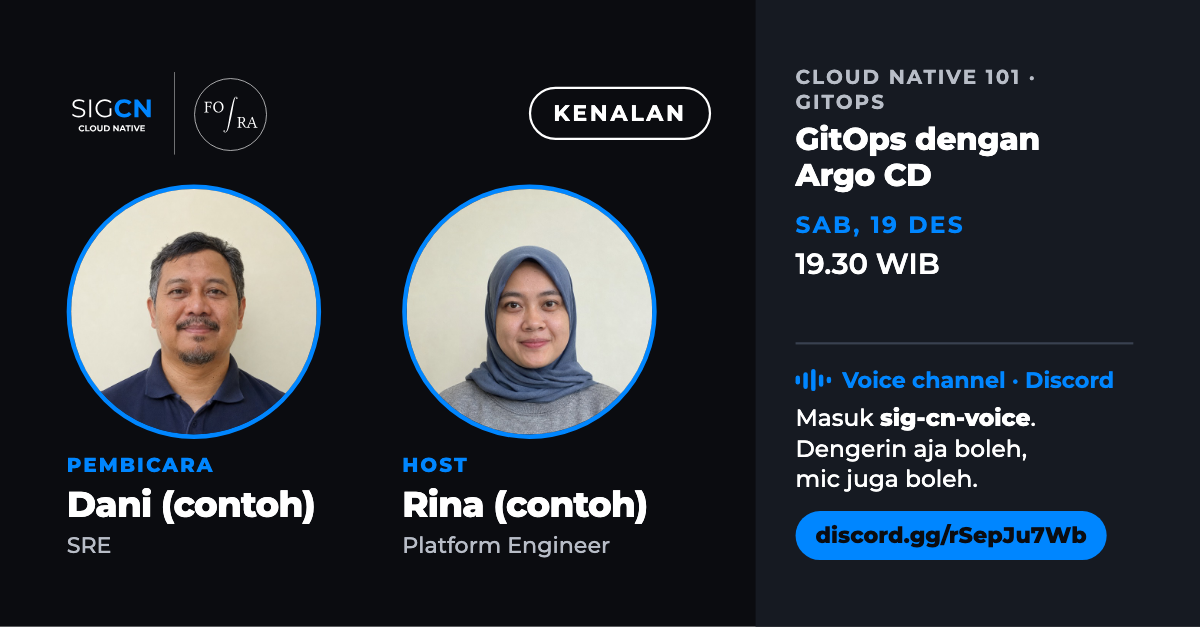 SIGCN
CLOUD NATIVE
FO
RA
KENALAN
PEMBICARA
Dani (contoh)
SRE
HOST
Rina (contoh)
Platform Engineer
CLOUD NATIVE 101 ·
GITOPS
GitOps dengan
Argo CD
SAB, 19 DES
19.30 WIB
Voice channel · Discord
Masuk sig-cn-voice.
Dengerin aja boleh,
mic juga boleh.
discord.gg/rSepJu7Wb